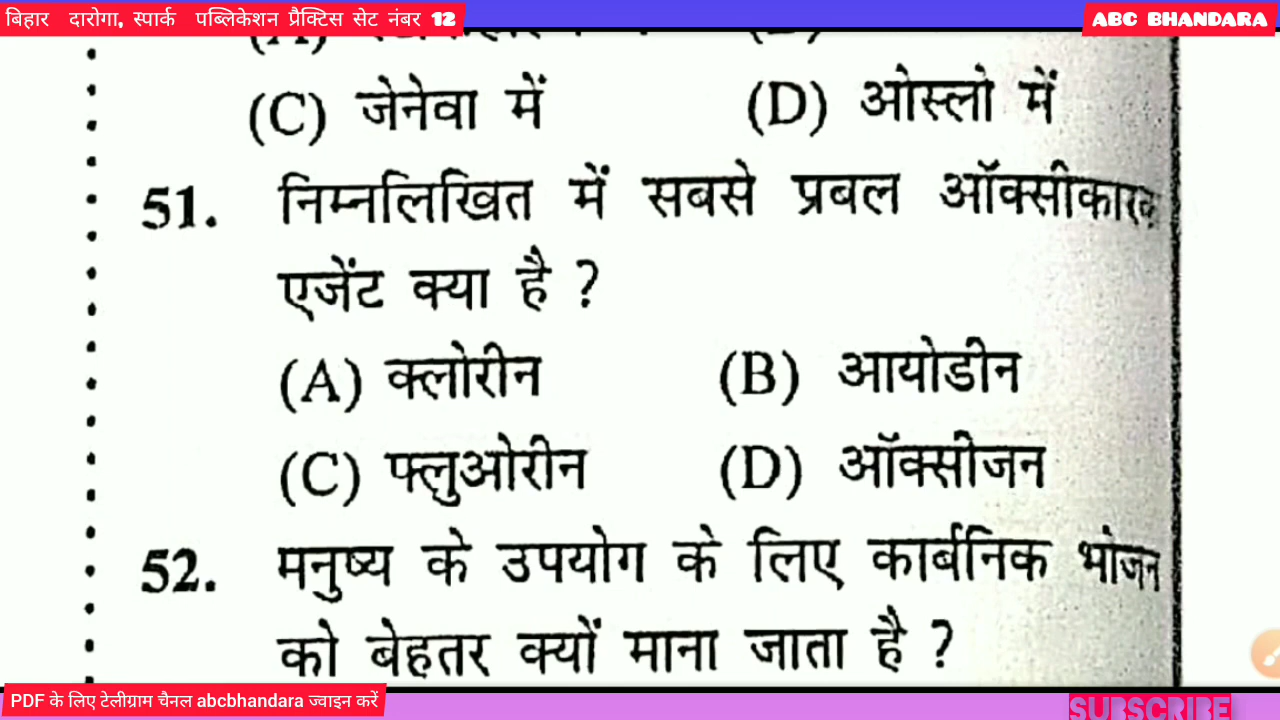 बिहार दारोगा, स्पार्क पब्लिकेशन प्रैक्टिस सेट नंबर 12
ABC BHANDARA
(C) जेनेवा में (D) ओस्लो में
51. निम्नलिखित में सबसे प्रबल ऑक्सीकारक
एजेंट क्या है ?
(A) क्लोरीन (B) आयोडीन
(C) फ्लुओरीन (D) ऑक्सीजन
52. मनुष्य के उपयोग के लिए कार्बनिक भोजन
को बेहतर क्यों माना जाता है ?
PDF के लिए टेलीग्राम चैनल abcbhandara ज्वाइन करें
SUBSCRIBE